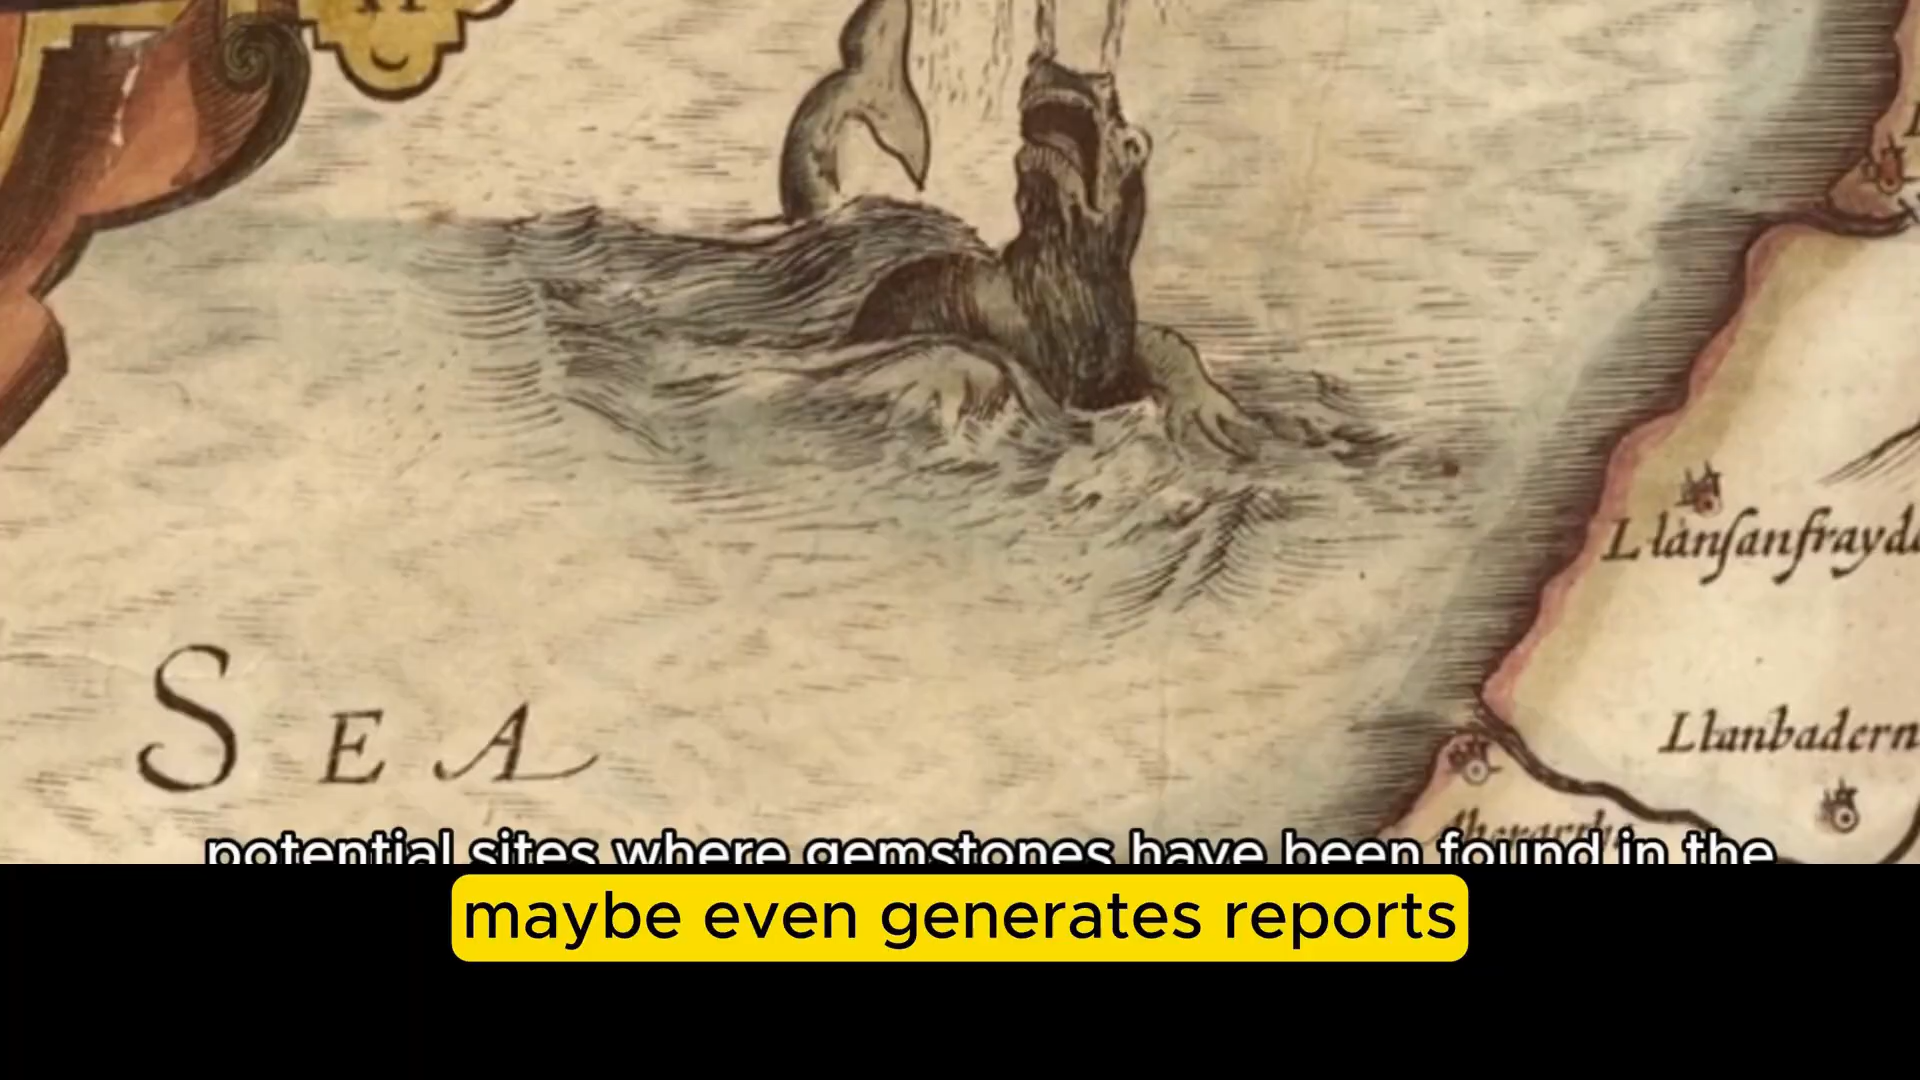 Llanſanfrayd
S E A
Llanbadern
potential sites where gemstones have been found in the
maybe even generates reports